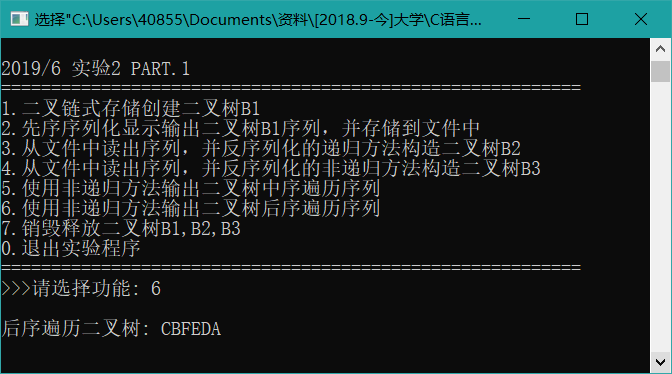 选择"C:\Users\40855\Documents\资料\[2018.9-今]大学\C语言...
2019/6 实验2 PART.1
==========================================================
1.二叉链式存储创建二叉树B1
2.先序序列化显示输出二叉树B1序列，并存储到文件中
3.从文件中读出序列，并反序列化的递归方法构造二叉树B2
4.从文件中读出序列，并反序列化的非递归方法构造二叉树B3
5.使用非递归方法输出二叉树中序遍历序列
6.使用非递归方法输出二叉树后序遍历序列
7.销毁释放二叉树B1,B2,B3
0.退出实验程序
==========================================================
>>>请选择功能: 6
后序遍历二叉树: CBFEDA